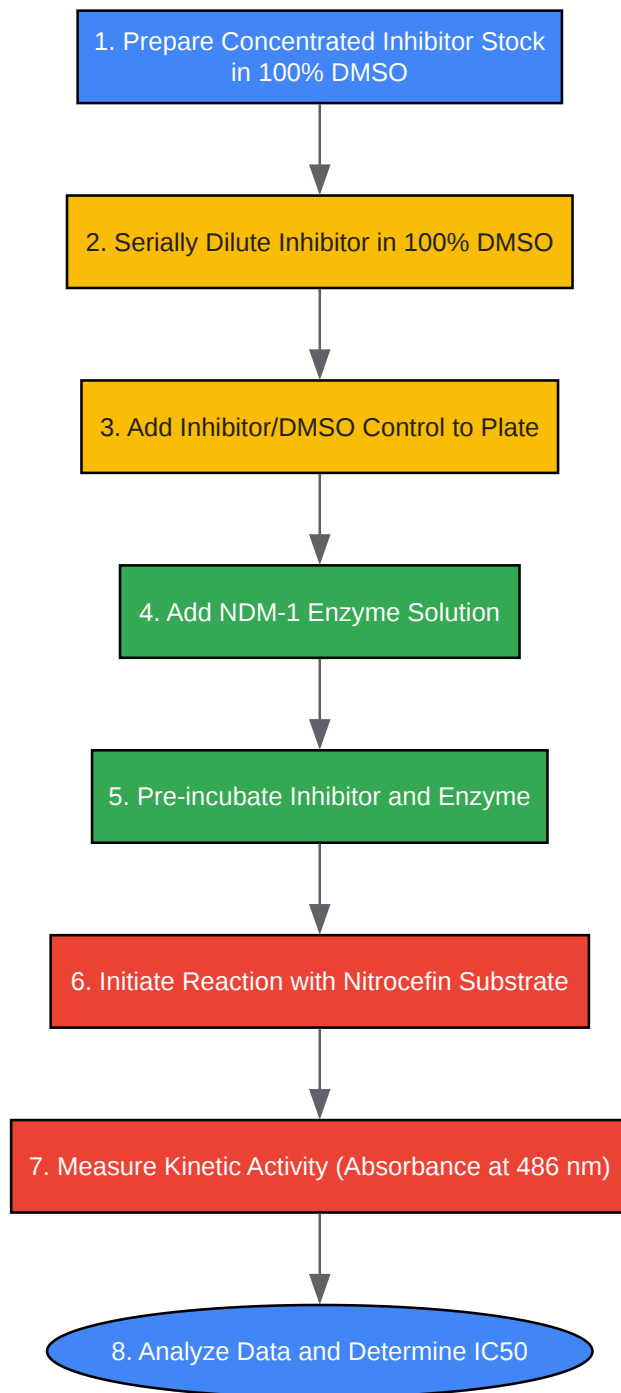 1. Prepare Concentrated Inhibitor Stock
in 100% DMSO
2. Serially Dilute Inhibitor in 100% DMSO
3. Add Inhibitor/DMSO Control to Plate
4. Add NDM-1 Enzyme Solution
5. Pre-incubate Inhibitor and Enzyme
6. Initiate Reaction with Nitrocefin Substrate
7. Measure Kinetic Activity (Absorbance at 486 nm)
8. Analyze Data and Determine IC50